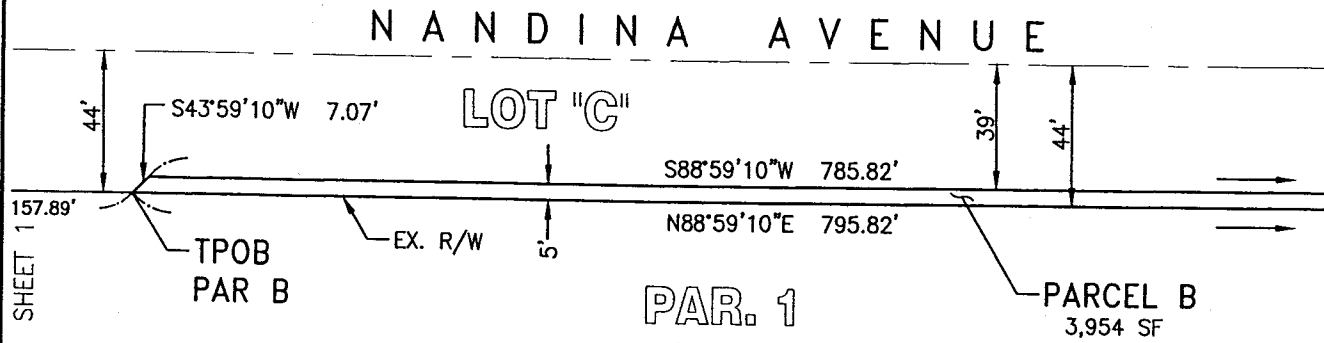 NANDINA AVENUE
44'
S43°59'10"W 7.07'
LOT "C"
39'
44'
S88°59'10"W 785.82'
157.89'
N88°59'10"E 795.82'
EX. R/W
5'
TPOB
PAR B
SHEET 1
PAR. 1
PARCEL B
3,954 SF